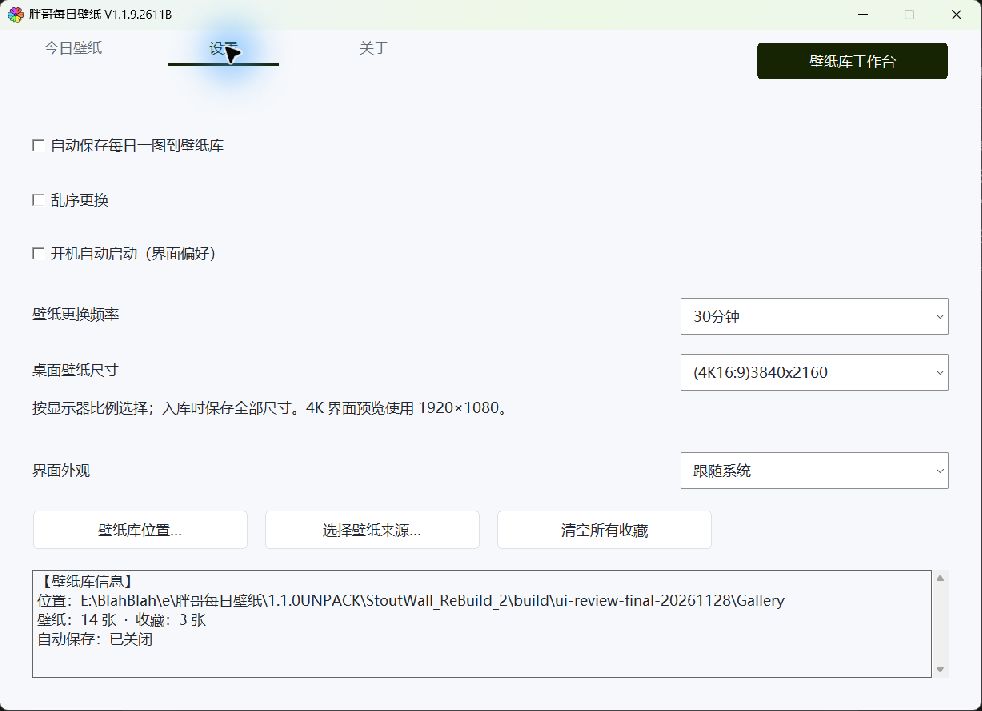 胖哥每日壁纸 V1.1.9.2611B
今日壁纸
设置
关于
壁纸库工作台
自动保存每日一图到壁纸库
乱序更换
开机自动启动（界面偏好）
壁纸更换频率
30分钟
桌面壁纸尺寸
(4K16:9)3840x2160
按显示器比例选择；入库时保存全部尺寸。4K 界面预览使用 1920×1080。
界面外观
跟随系统
壁纸库位置...
选择壁纸来源...
清空所有收藏
【壁纸库信息】
位置：E:\BlahBlah\e\胖哥每日壁纸\1.1.0UNPACK\StoutWall_ReBuild_2\build\ui-review-final-20261128\Gallery
壁纸：14 张 · 收藏：3 张
自动保存：已关闭